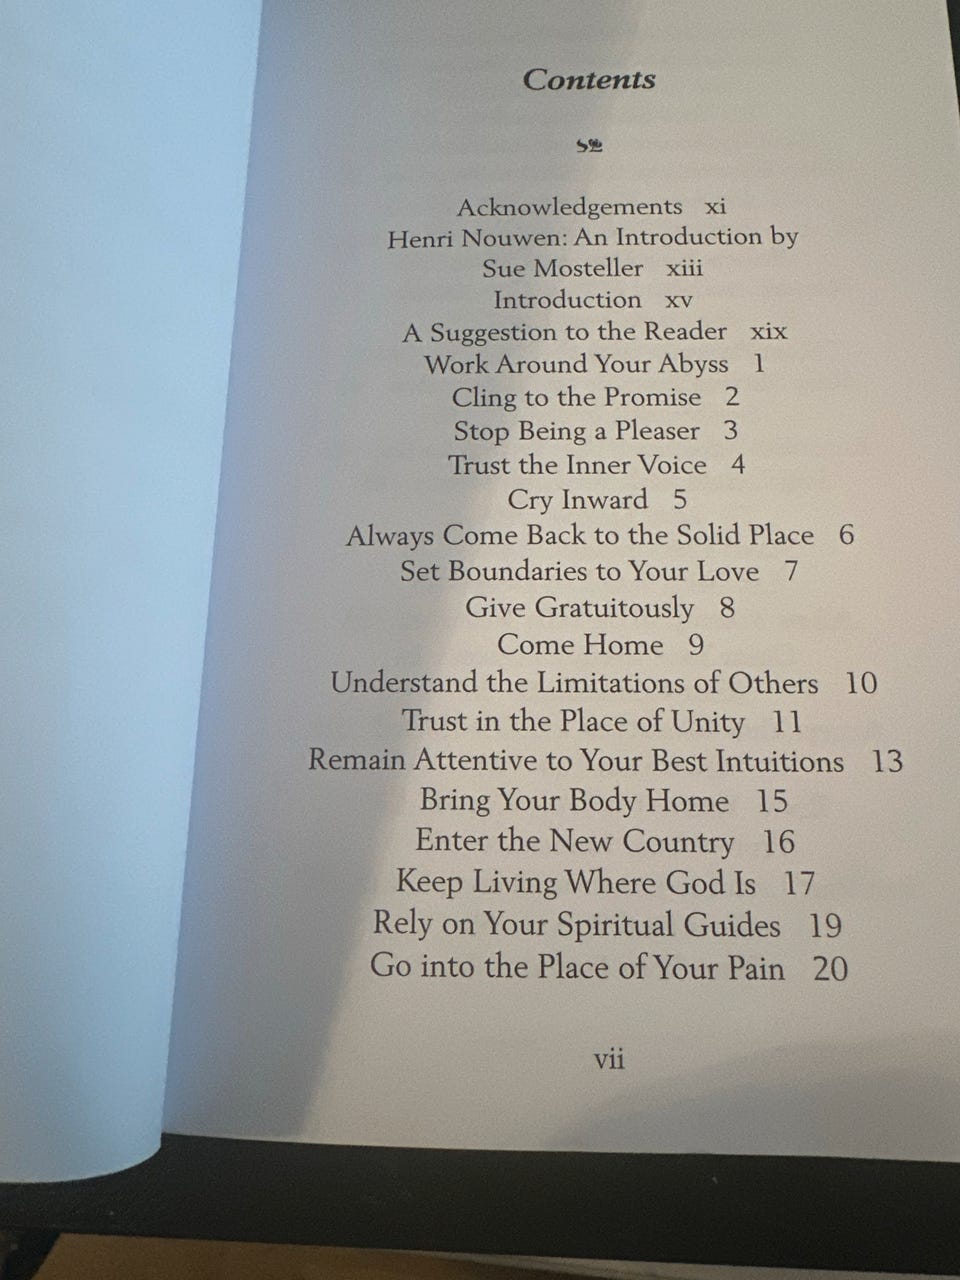 Contents
Acknowledgements xi
Henri Nouwen: An Introduction by
Sue Mosteller xiii
Introduction xv
A Suggestion to the Reader xix
Work Around Your Abyss 1
Cling to the Promise 2
Stop Being a Pleaser 3
Trust the Inner Voice 4
Cry Inward 5
Always Come Back to the Solid Place 6
Set Boundaries to Your Love 7
Give Gratuitously 8
Come Home 9
Understand the Limitations of Others 10
Trust in the Place of Unity 11
Remain Attentive to Your Best Intuitions 13
Bring Your Body Home 15
Enter the New Country 16
Keep Living Where God Is 17
Rely on Your Spiritual Guides 19
Go into the Place of Your Pain 20
vii